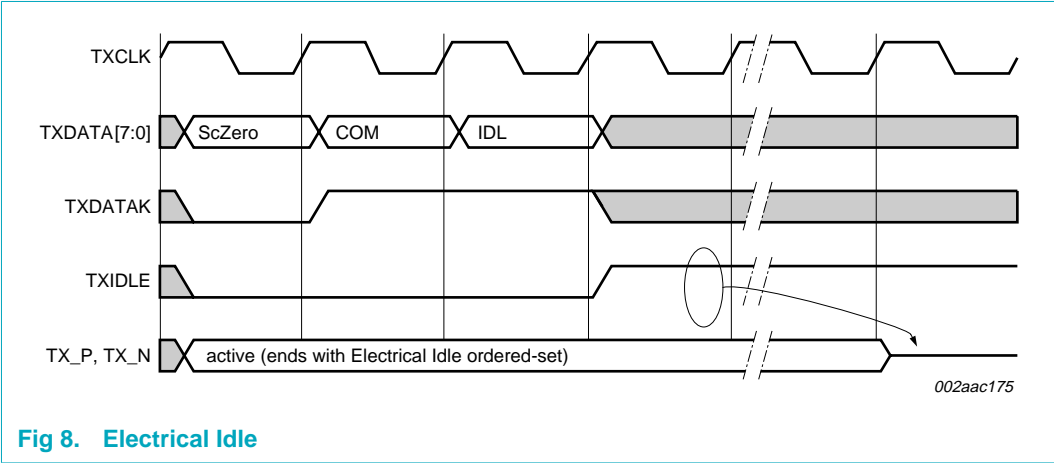 TXCLK
TXDATA[7:0] ScZero COM IDL
TXDATAK
TXIDLE
TX_P, TX_N active (ends with Electrical Idle ordered-set)
002aac175
Fig 8. Electrical Idle